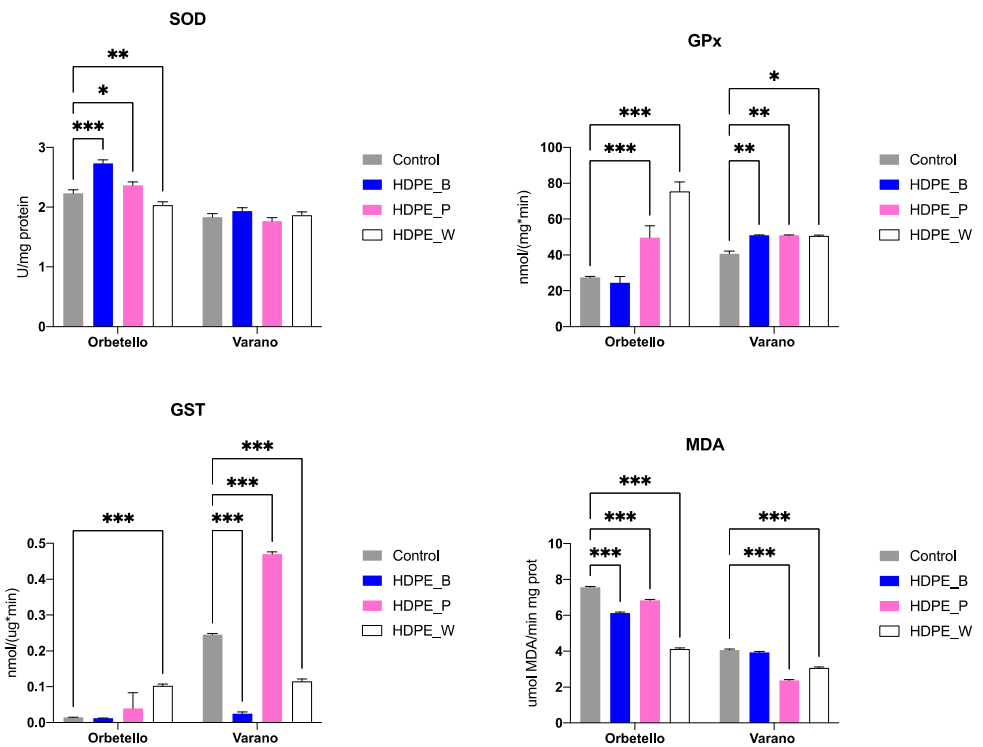 SOD
**
*
***
U/mg protein
3
2
1
0
Orbetello
Varano
Control
HDPE_B
HDPE_P
HDPE_W
GPx
***
***
*
**
**
nmol/(mg*min)
100
80
60
40
20
0
Orbetello
Varano
Control
HDPE_B
HDPE_P
HDPE_W
GST
***
***
***
***
nmol/(ug*min)
0.5
0.4
0.3
0.2
0.1
0.0
Orbetello
Varano
Control
HDPE_B
HDPE_P
HDPE_W
MDA
***
***
***
***
***
umol MDA/min mg prot
10
8
6
4
2
0
Orbetello
Varano
Control
HDPE_B
HDPE_P
HDPE_W